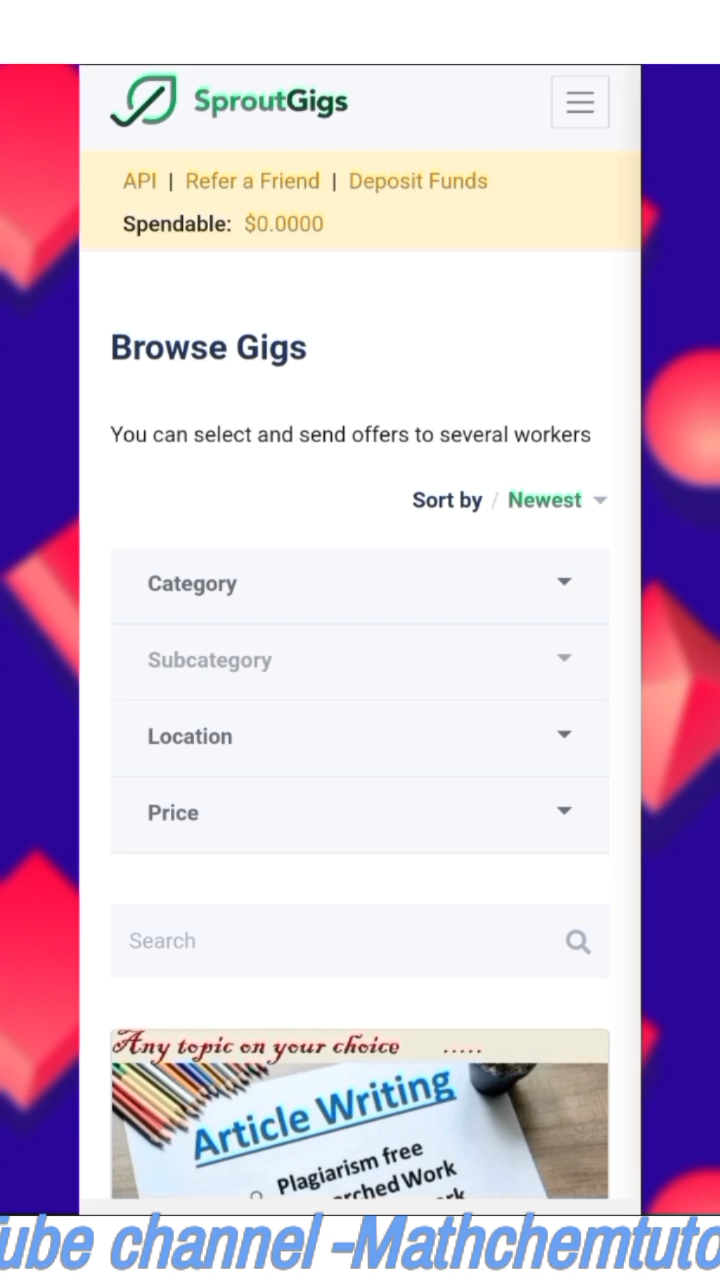 SproutGigs
API | Refer a Friend | Deposit Funds
Spendable: $0.0000
Browse Gigs
You can select and send offers to several workers
Sort by / Newest
Category
Subcategory
Location
Price
Search
Any topic on your choice .....
Article Writing
Plagiarism free
channel -Mathchemtuto